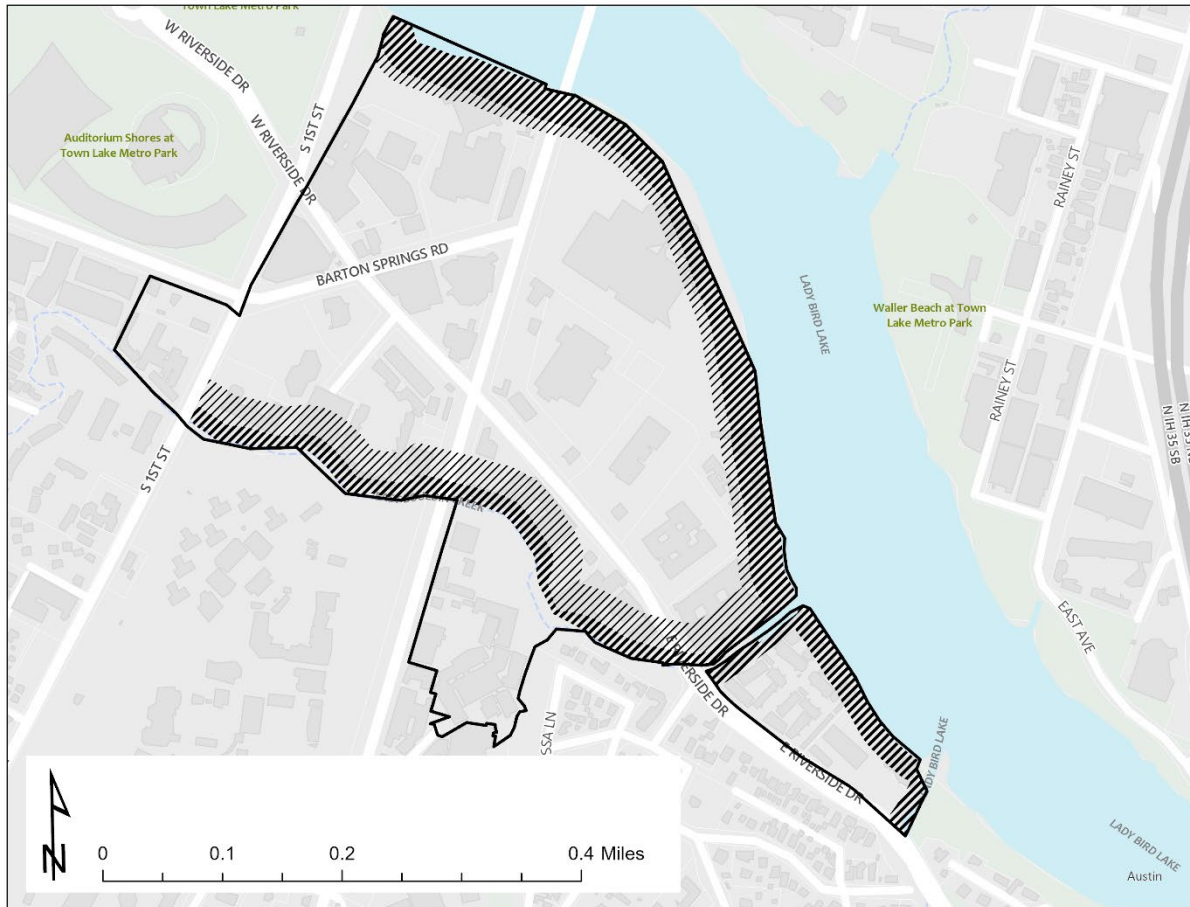 Town Lake Metro Park
W RIVERSIDE DR
Auditorium Shores at
Town Lake Metro Park
S 1ST ST
W RIVERSIDE DR
BARTON SPRINGS RD
RAINEY ST
LADY BIRD LAKE
Waller Beach at Town
Lake Metro Park
RAINEY ST
N IH 35 SB
S 1ST ST
CREEK
EAST AVE
E RIVERSIDE DR
SSA LN
E RIVERSIDE DR
LADY BIRD LAKE
LADY BIRD LAKE
Austin
N
0 0.1 0.2 0.4 Miles